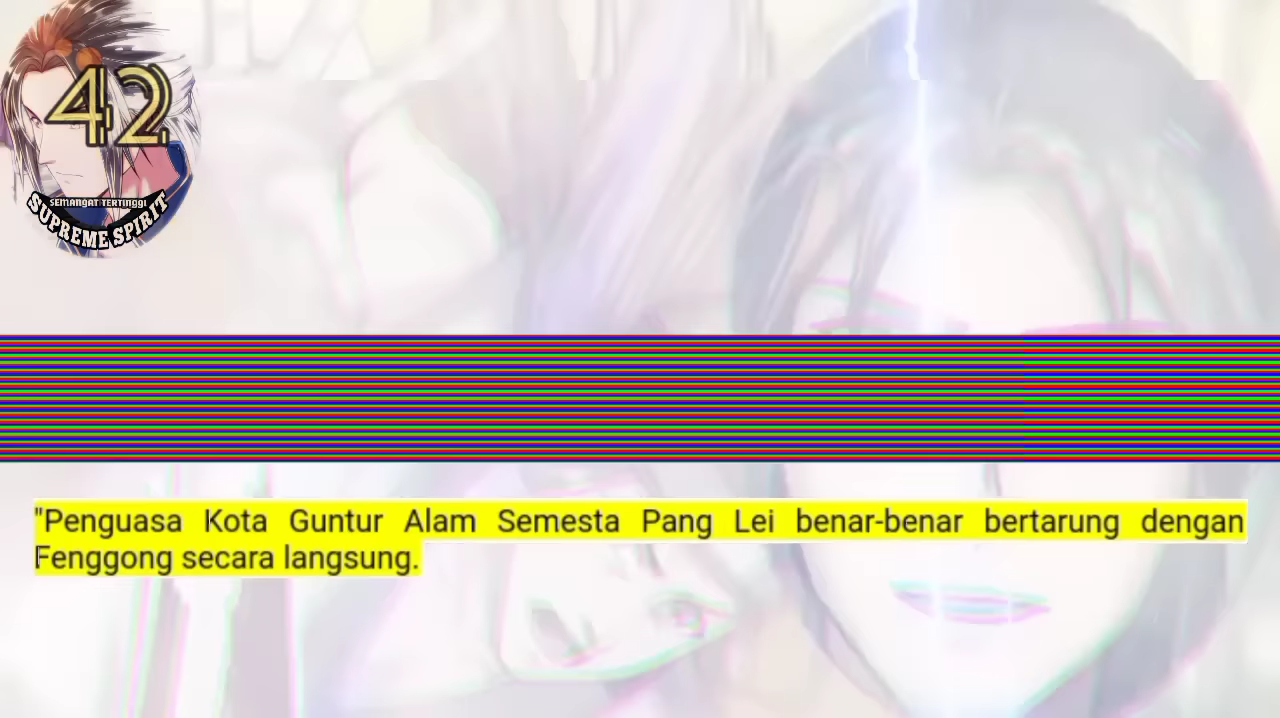 42
SEMANGAT TERTINGGI
SUPREME SPIRIT
"Penguasa Kota Guntur Alam Semesta Pang Lei benar-benar bertarung dengan
Fenggong secara langsung.